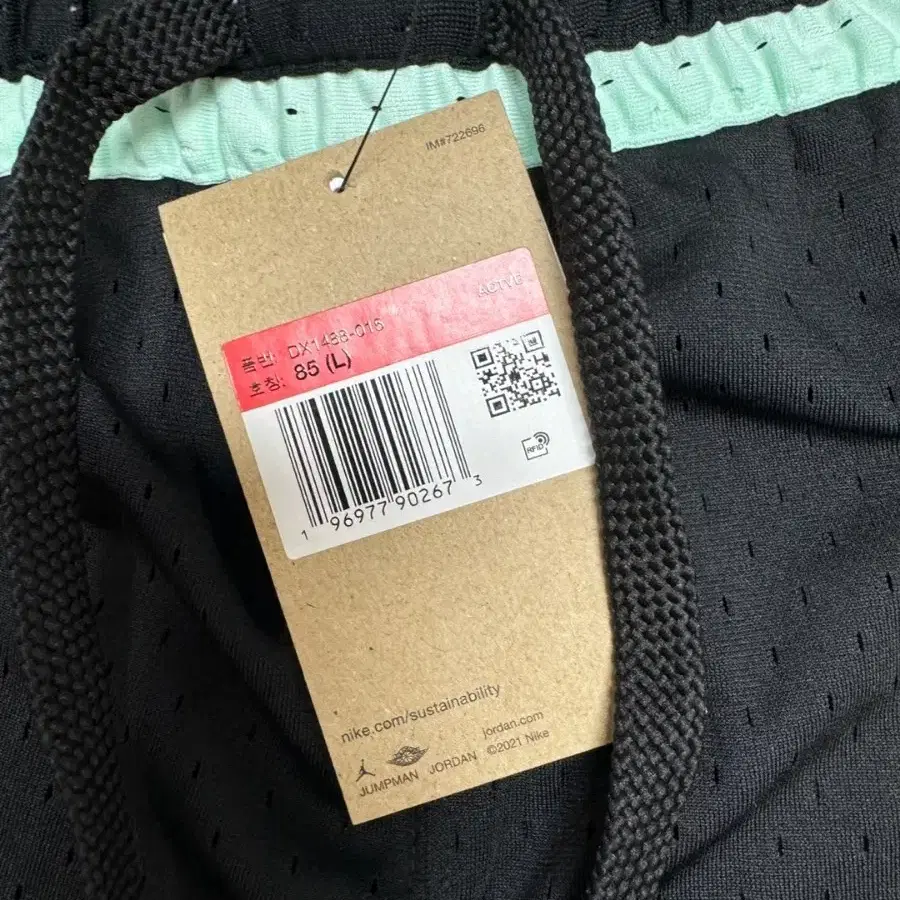 IM#722696
ACTVB
품번: DX1488-016
호칭: 85 (L)
RFID
1 96977 90267 3
nike.com/sustainability
jordan.com
JUMPMAN JORDAN ©2021 Nike